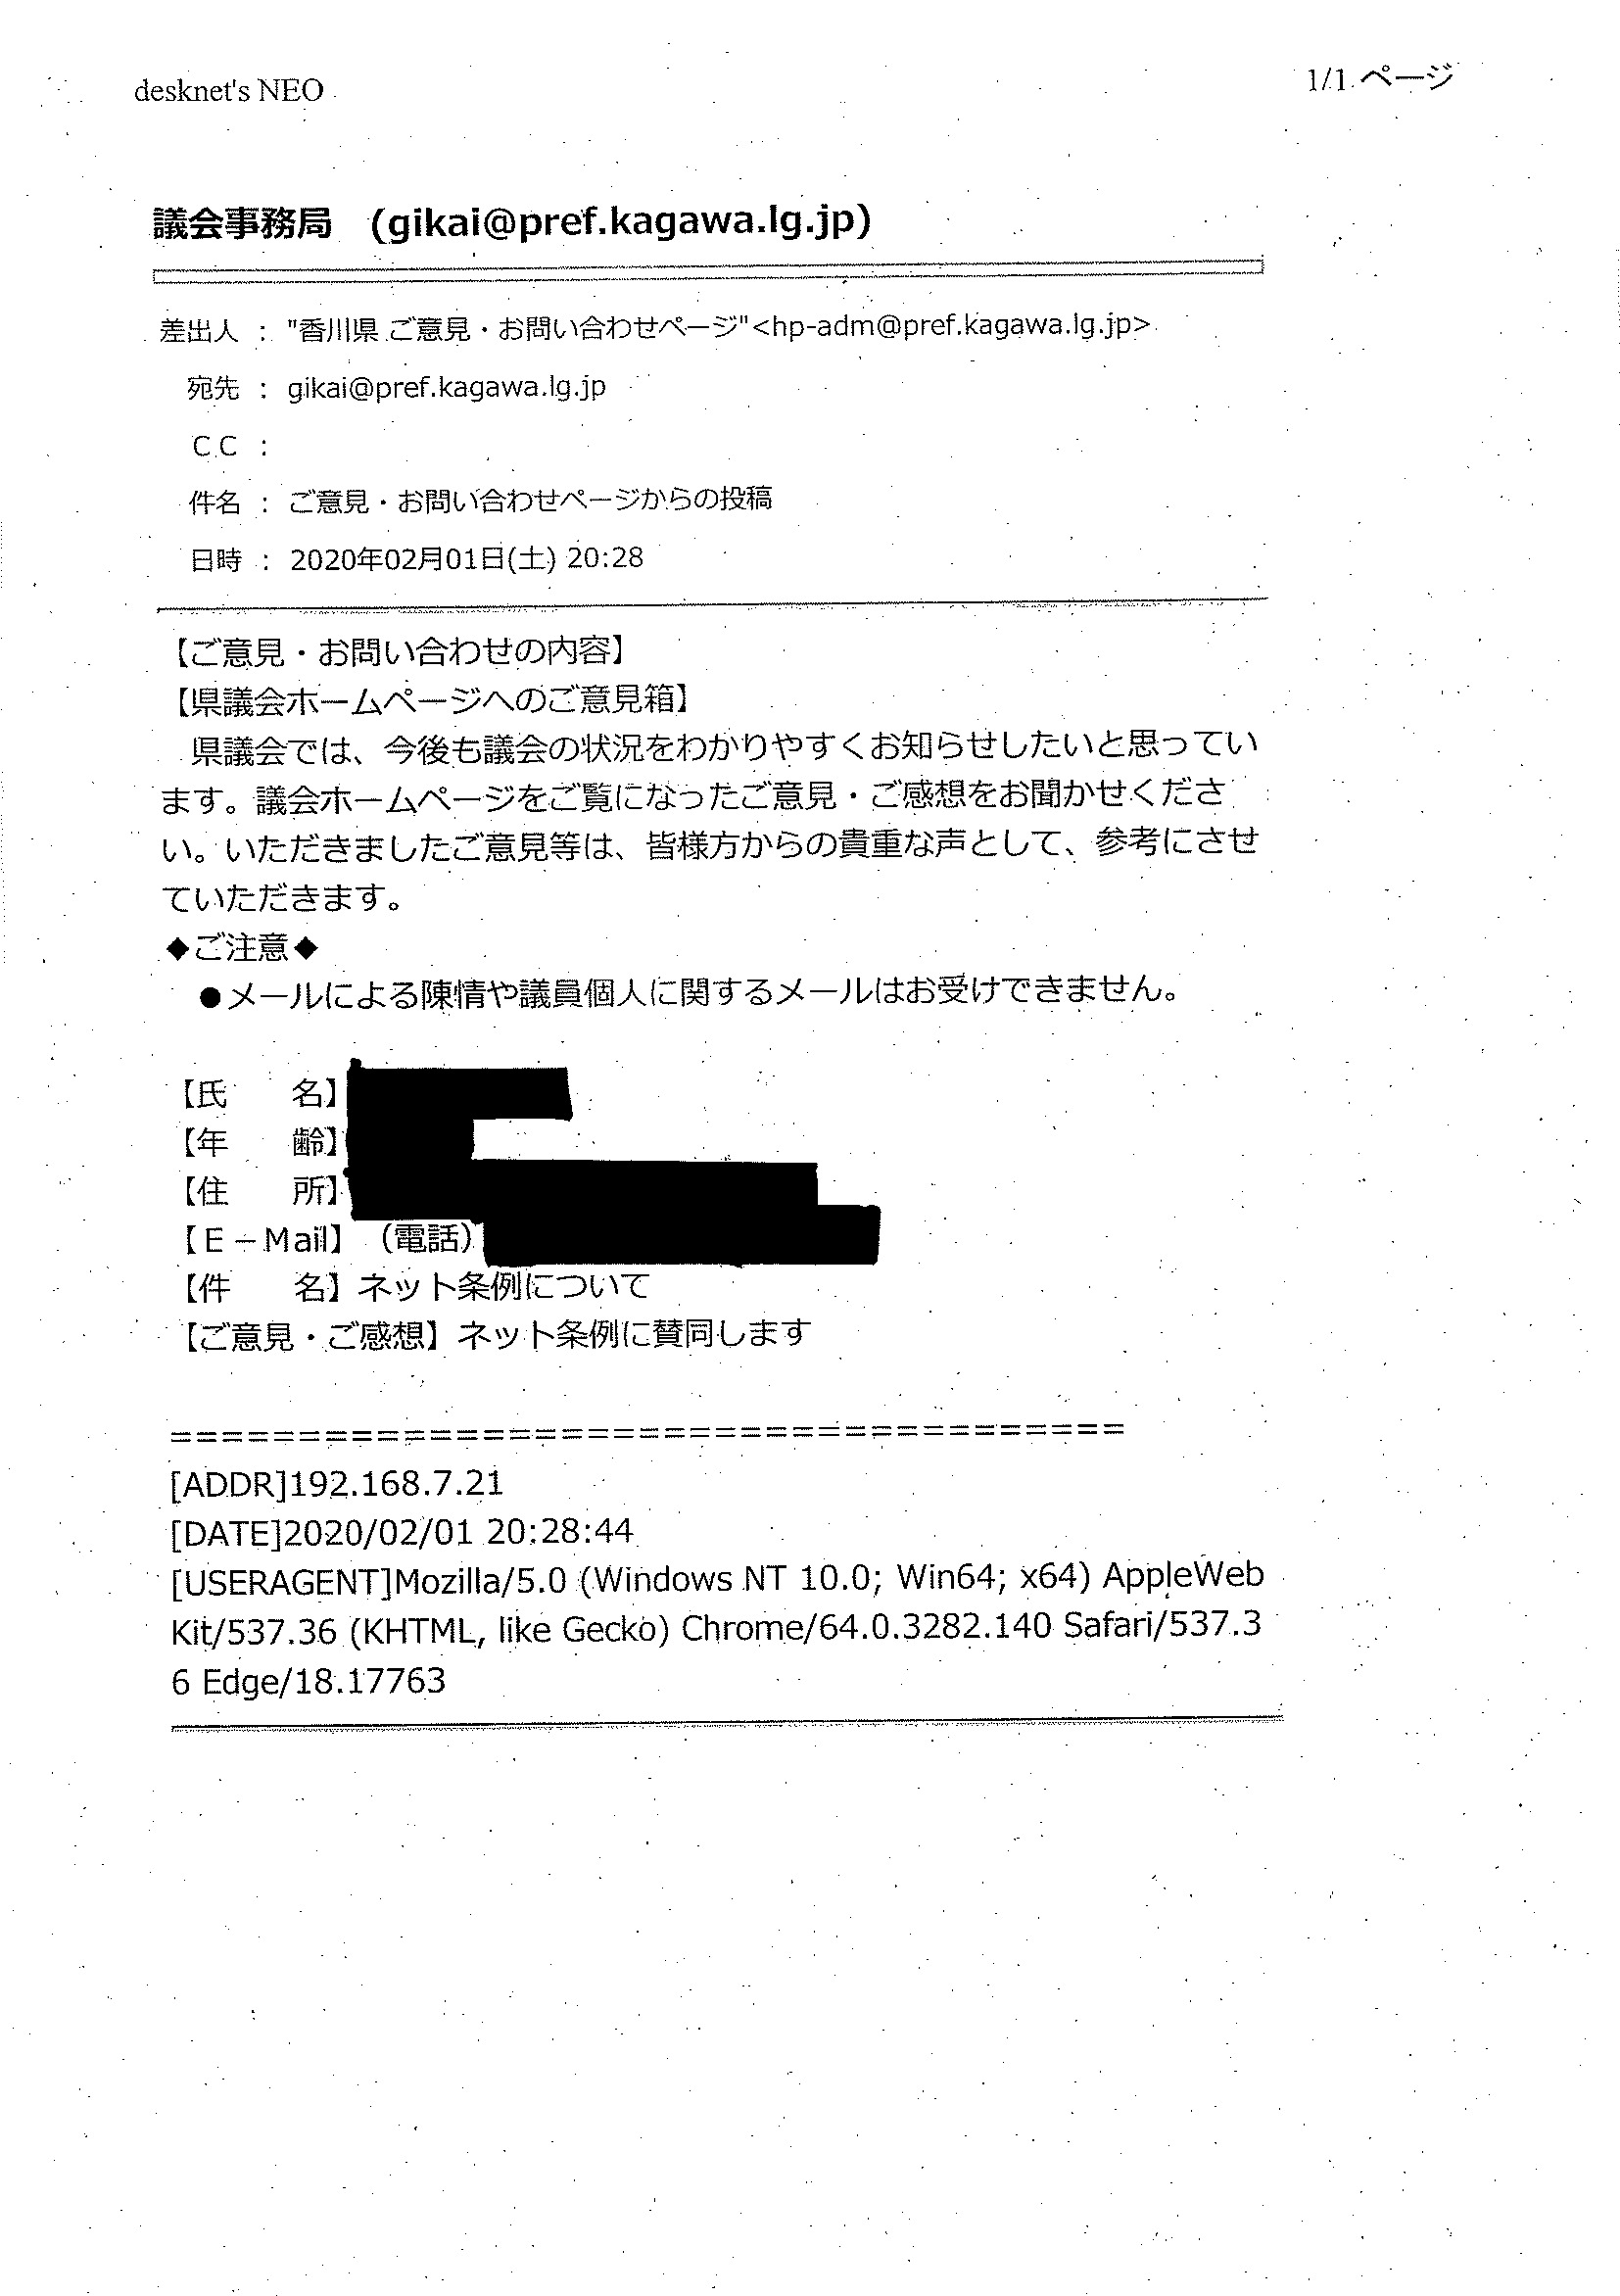 desknet's NEO
1/1 ページ
議会事務局 (gikai@pref.kagawa.lg.jp)
差出人 : "香川県 ご意見・お問い合わせページ"<hp-adm@pref.kagawa.lg.jp>
宛先 : gikai@pref.kagawa.lg.jp
CC :
件名 : ご意見・お問い合わせページからの投稿
日時 : 2020年02月01日(土) 20:28
【ご意見・お問い合わせの内容】
【県議会ホームページへのご意見箱】
県議会では、今後も議会の状況をわかりやすくお知らせしたいと思ってい
ます。議会ホームページをご覧になったご意見・ご感想をお聞かせくださ
い。いただきましたご意見等は、皆様方からの貴重な声として、参考にさせ
ていただきます。
◆ご注意◆
●メールによる陳情や議員個人に関するメールはお受けできません。
【氏　　名】
【年　　齢】
【住　　所】
【E－Mail】（電話）
【件　　名】ネット条例について
【ご意見・ご感想】ネット条例に賛同します
=====================================
[ADDR]192.168.7.21
[DATE]2020/02/01 20:28:44
[USERAGENT]Mozilla/5.0 (Windows NT 10.0; Win64; x64) AppleWeb
Kit/537.36 (KHTML, like Gecko) Chrome/64.0.3282.140 Safari/537.3
6 Edge/18.17763